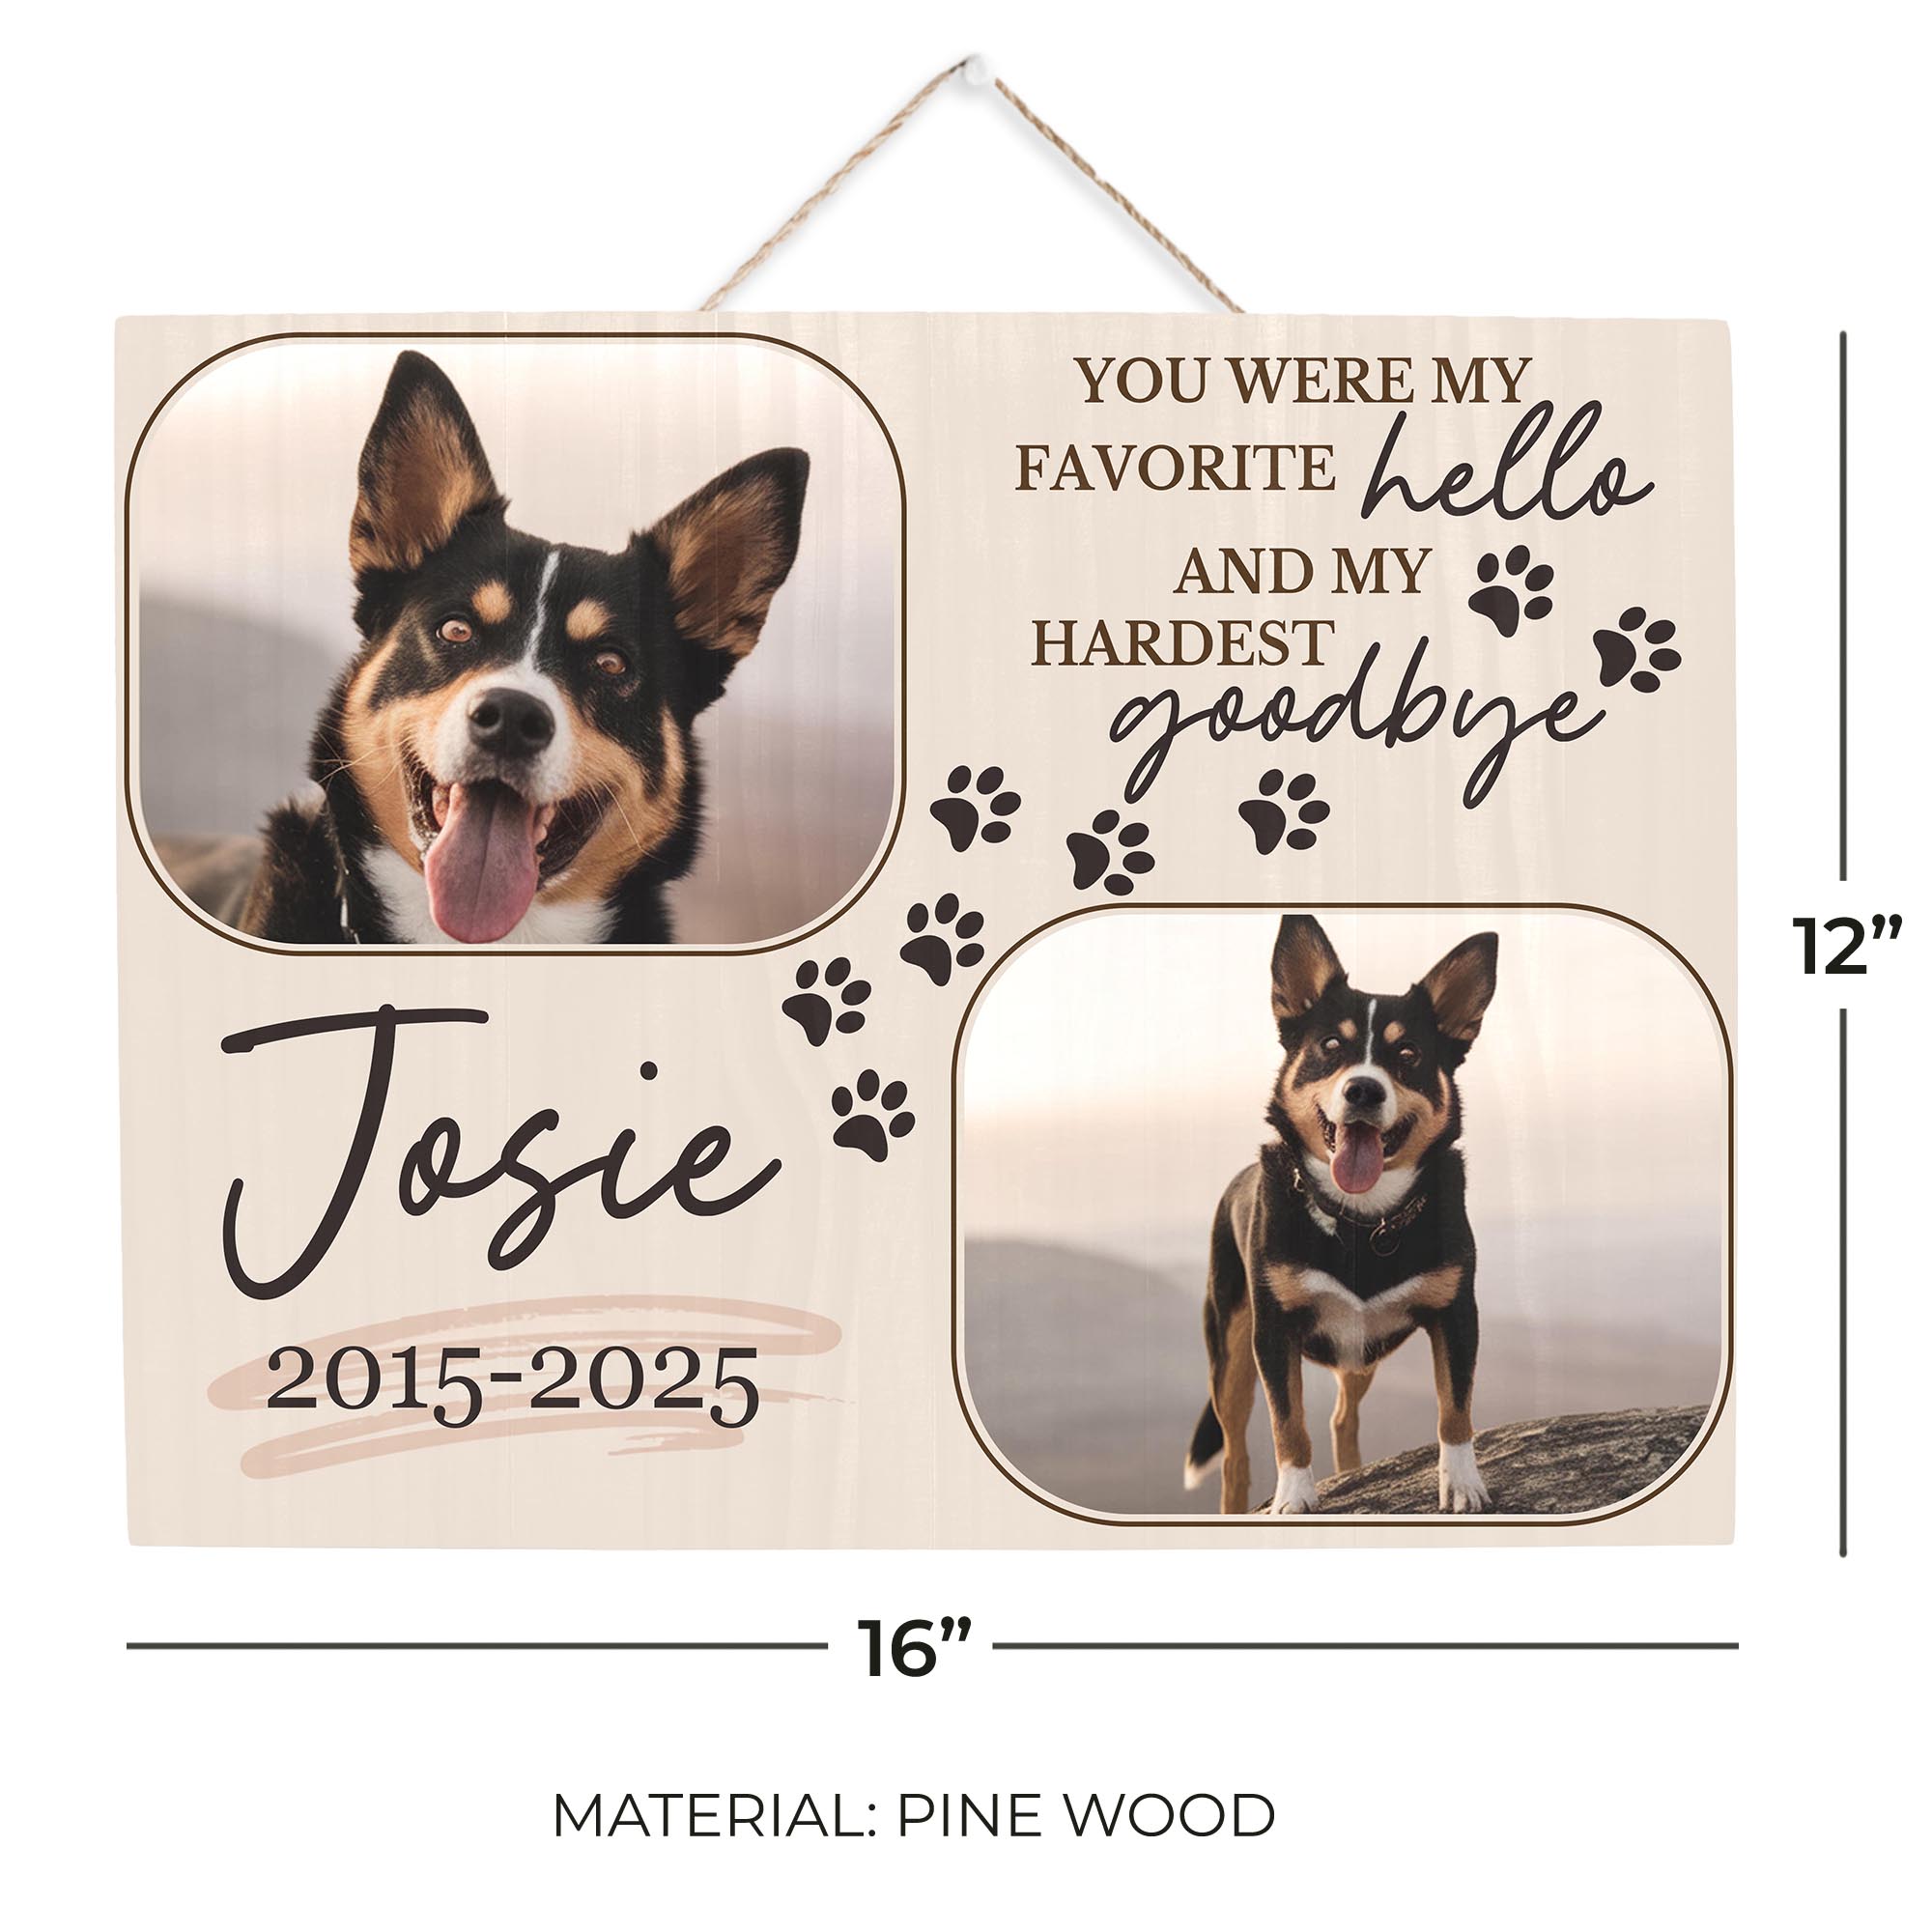 YOU WERE MY
FAVORITE hello
AND MY
HARDEST
goodbye
Josie
2015-2025
12”
16”
MATERIAL: PINE WOOD